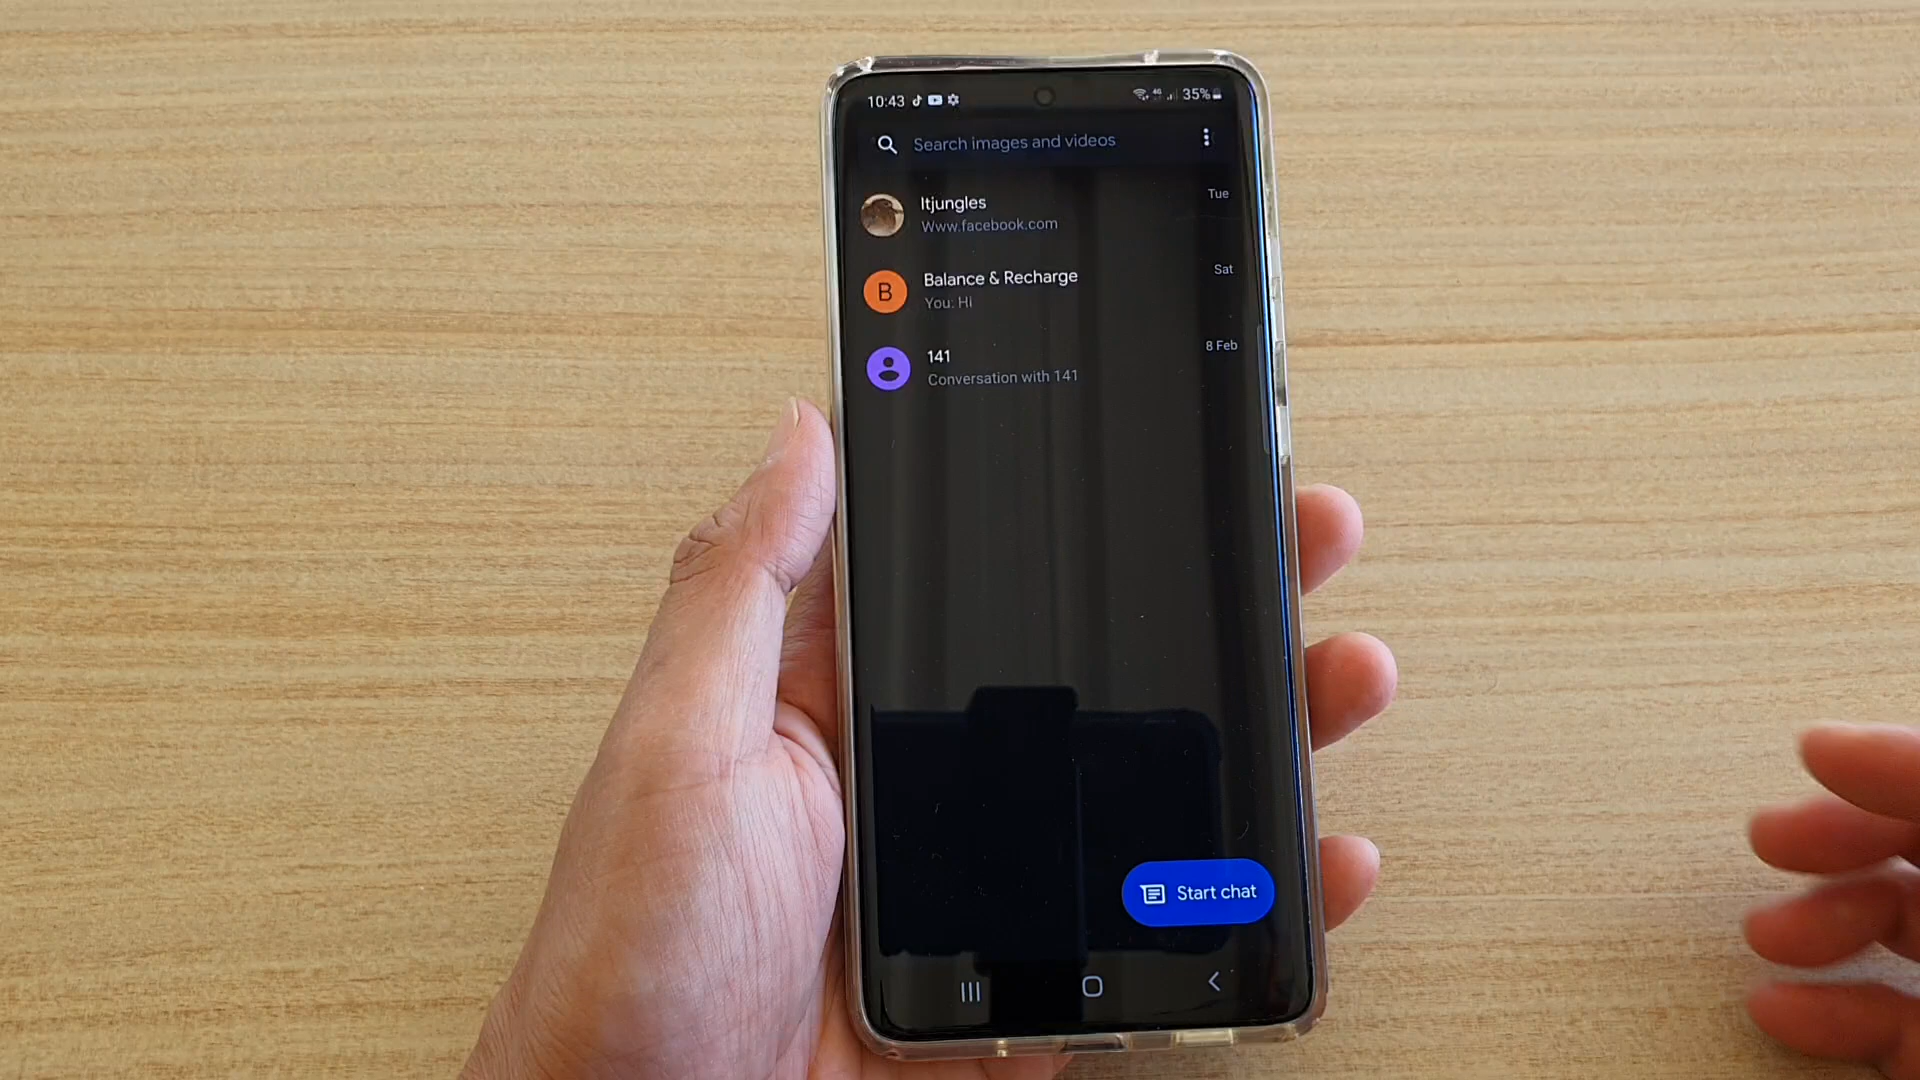 10:43 4G 35%
Search images and videos
Itjungles Tue
Www.facebook.com
B Balance & Recharge Sat
You: Hi
141 8 Feb
Conversation with 141
Start chat